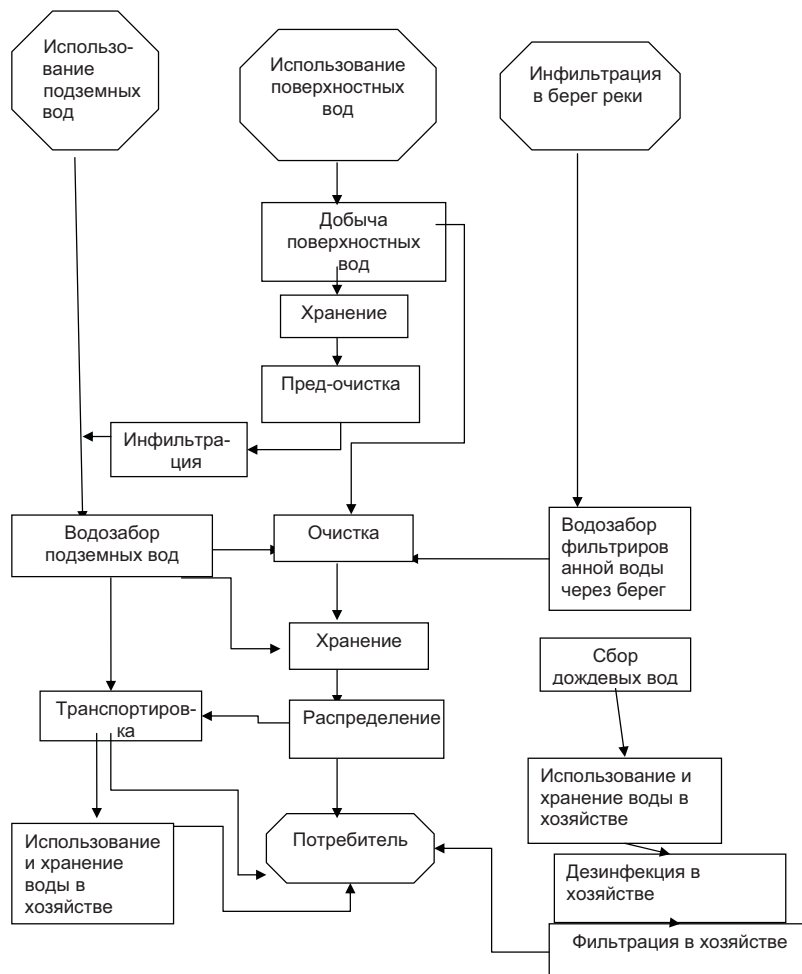 Использо-
вание
подземных
вод
Использование
поверхностных
вод
Инфильтрация
в берег реки
Добыча
поверхностных
вод
Хранение
Пред-очистка
Инфильтра-
ция
Водозабор
подземных вод
Очистка
Водозабор
фильтриров
анной воды
через берег
Хранение
Сбор
дождевых вод
Транспортиров-
ка
Распределение
Использование и
хранение воды в
хозяйстве
Использование
и хранение
воды в
хозяйстве
Потребитель
Дезинфекция в
хозяйстве
Фильтрация в хозяйстве